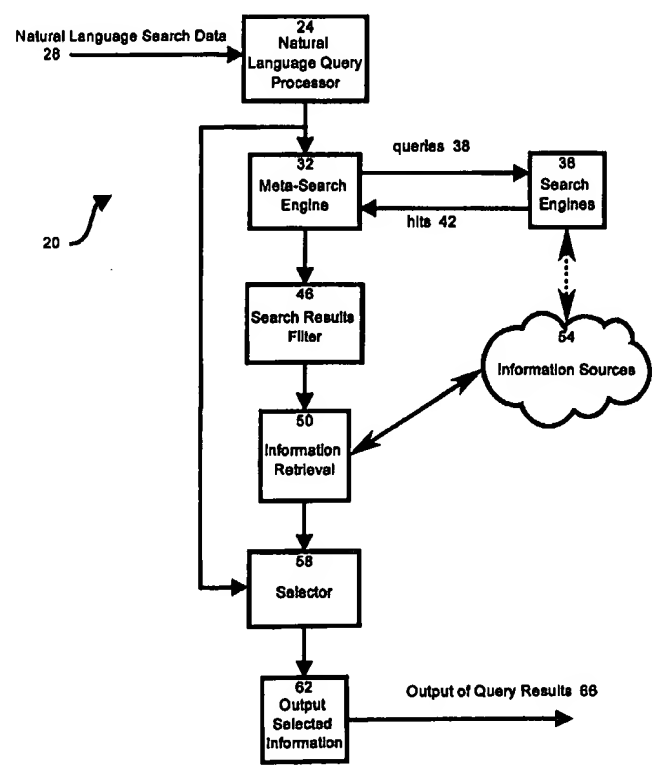 Natural Language Search Data
28
24
Natural
Language Query
Processor
queries 38
32
Meta-Search
Engine
36
Search
Engines
hits 42
20
46
Search Results
Filter
54
Information Sources
50
Information
Retrieval
58
Selector
62
Output
Selected
Information
Output of Query Results 66